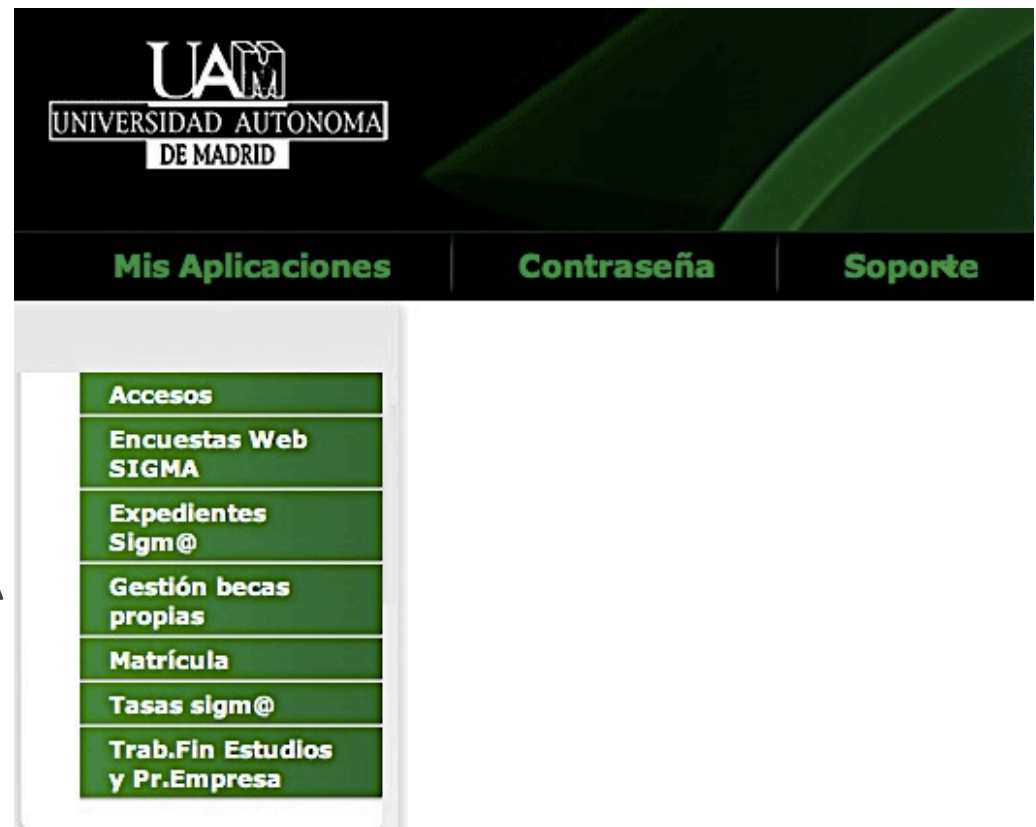 UAM
UNIVERSIDAD AUTONOMA
DE MADRID
Mis Aplicaciones Contraseña Soporte
Accesos
Encuestas Web
SIGMA
Expedientes
Sigm@
Gestión becas
propias
Matrícula
Tasas sigm@
Trab.Fin Estudios
y Pr.Empresa